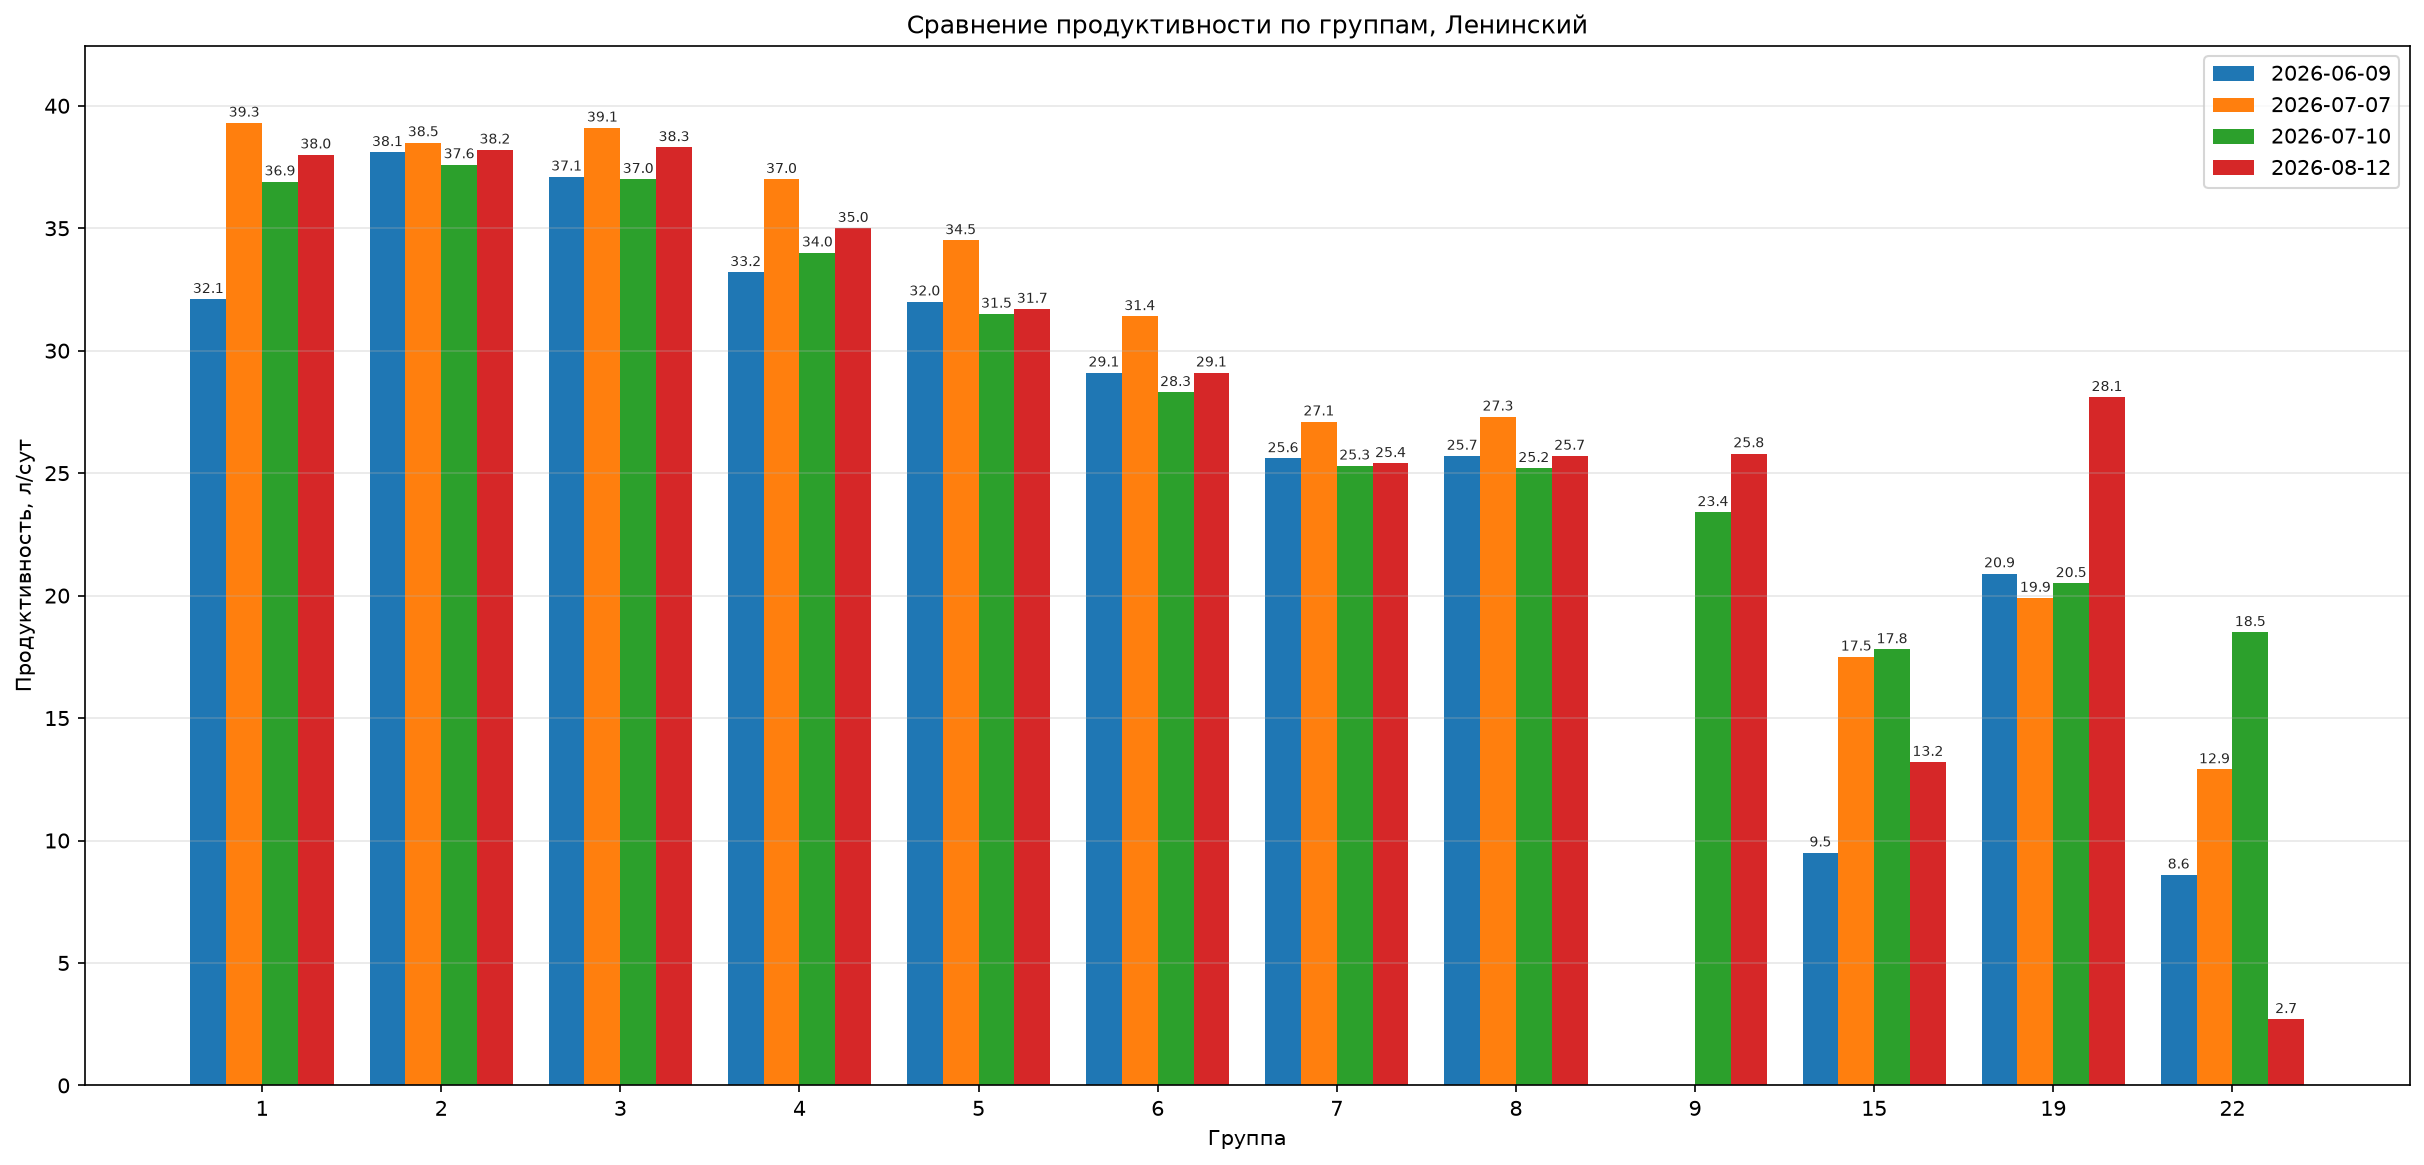 Сравнение продуктивности по группам, Ленинский
2026-06-09
2026-07-07
2026-07-10
2026-08-12
Продуктивность, л/сут
40
35
30
25
20
15
10
5
0
32.1 39.3 36.9 38.0
38.1 38.5 37.6 38.2
37.1 39.1 37.0 38.3
33.2 37.0 34.0 35.0
32.0 34.5 31.5 31.7
29.1 31.4 28.3 29.1
25.6 27.1 25.3 25.4
25.7 27.3 25.2 25.7
23.4 25.8
9.5 17.5 17.8 13.2
20.9 19.9 20.5 28.1
8.6 12.9 18.5 2.7
1 2 3 4 5 6 7 8 9 15 19 22
Группа